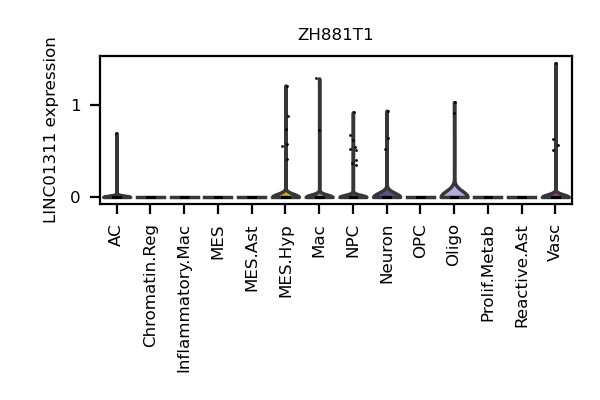 ZH881T1
LINC01311 expression
1
0
AC
Chromatin.Reg
Inflammatory.Mac
MES
MES.Ast
MES.Hyp
Mac
NPC
Neuron
OPC
Oligo
Prolif.Metab
Reactive.Ast
Vasc